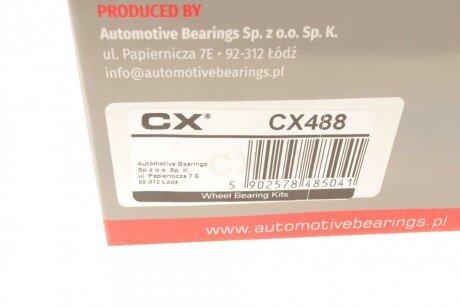 PRODUCED BY
Automotive Bearings Sp. z o.o. Sp. K.
ul. Papiernicza 7E • 92-312 Łódź
info@automotivebearings.pl
CX® CX488
Automotive Bearings
Sp. z o.o. Sp. K.
ul. Papiernicza 7 E
92-312 Łódź
5 902578 485041
Wheel Bearing Kits
www.automotivebearings.pl